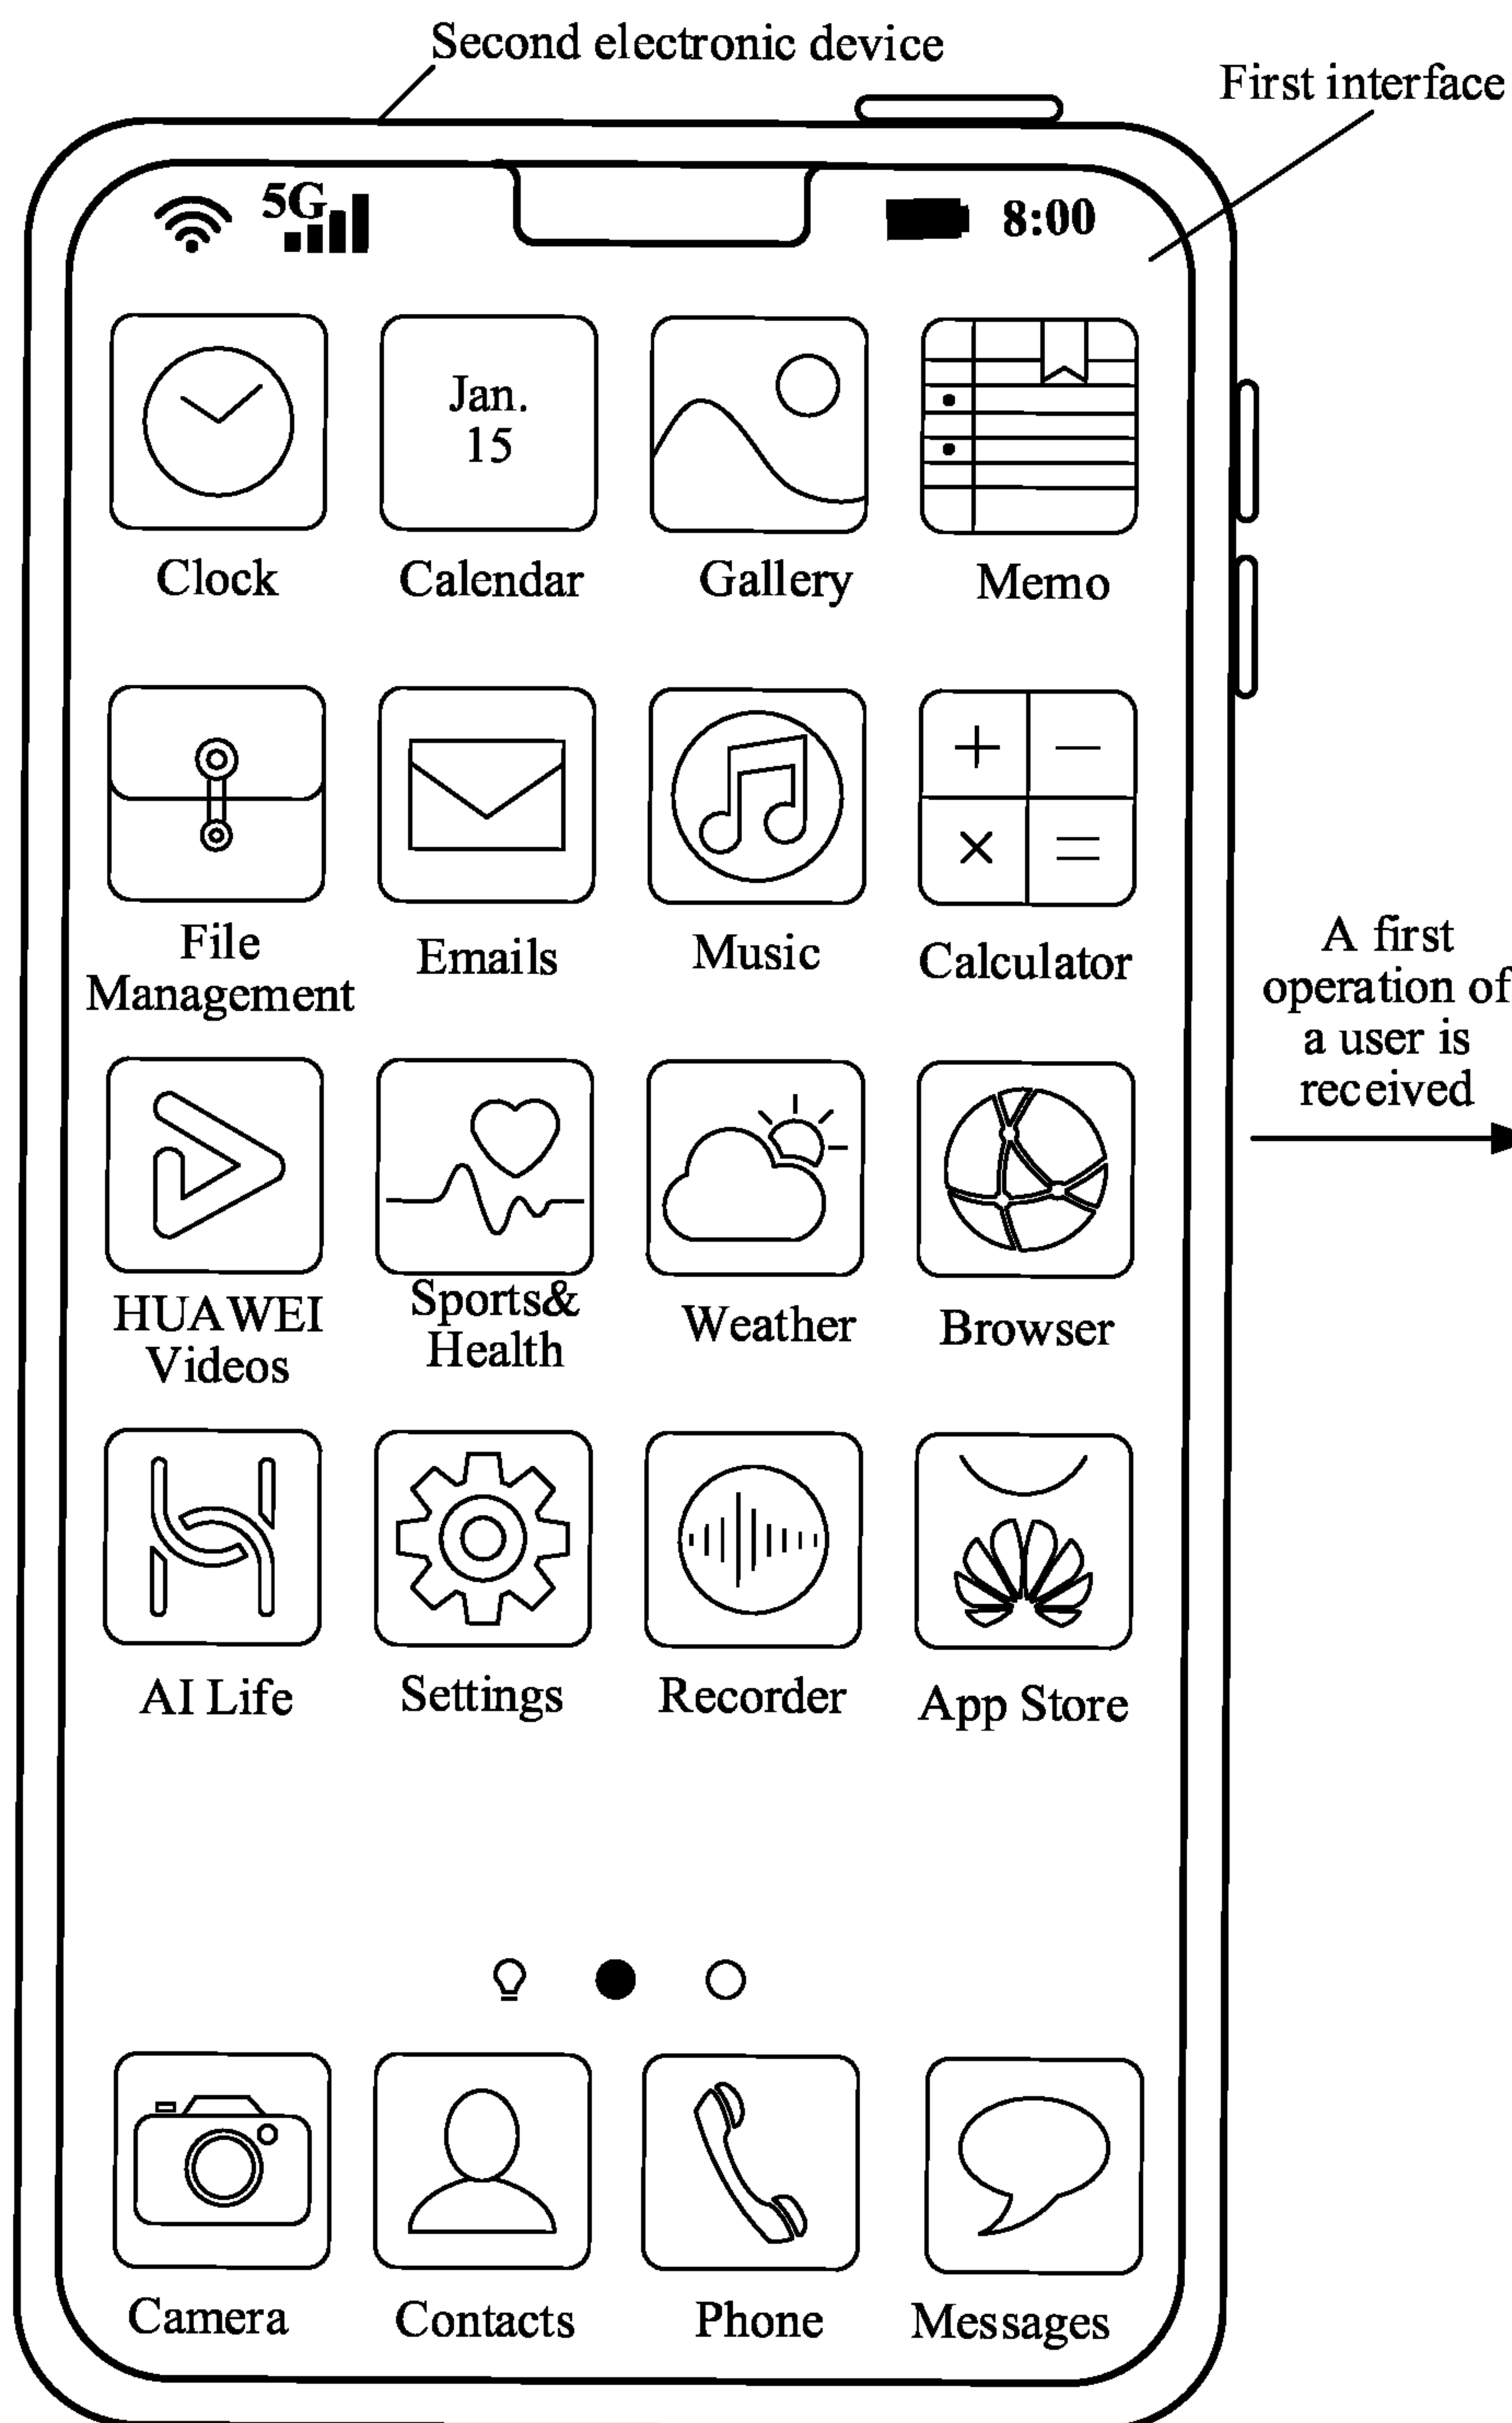 Second electronic device
First interface
5G
8:00
Jan.
15
Clock
Calendar
Gallery
Memo
File
Management
Emails
Music
Calculator
HUAWEI
Videos
Sports&
Health
Weather
Browser
AI Life
Settings
Recorder
App Store
Camera
Contacts
Phone
Messages
A first
operation of
a user is
received